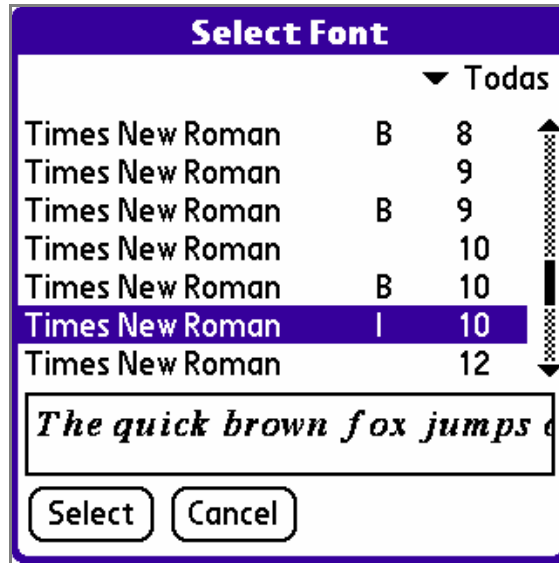 Select Font
Todas
Times New Roman B 8
Times New Roman 9
Times New Roman B 9
Times New Roman 10
Times New Roman B 10
Times New Roman I 10
Times New Roman 12
The quick brown fox jumps
Select Cancel